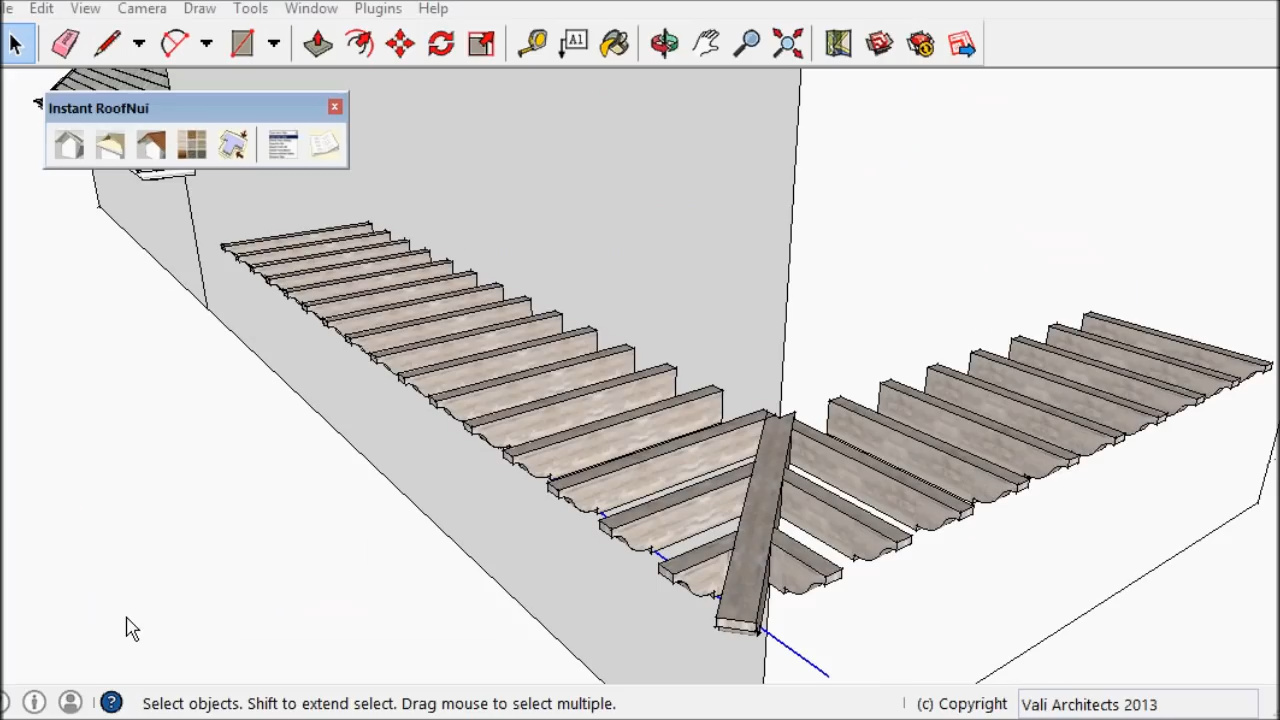 le Edit View Camera Draw Tools Window Plugins Help
A1
Instant RoofNui
? Select objects. Shift to extend select. Drag mouse to select multiple.
(c) Copyright Vali Architects 2013